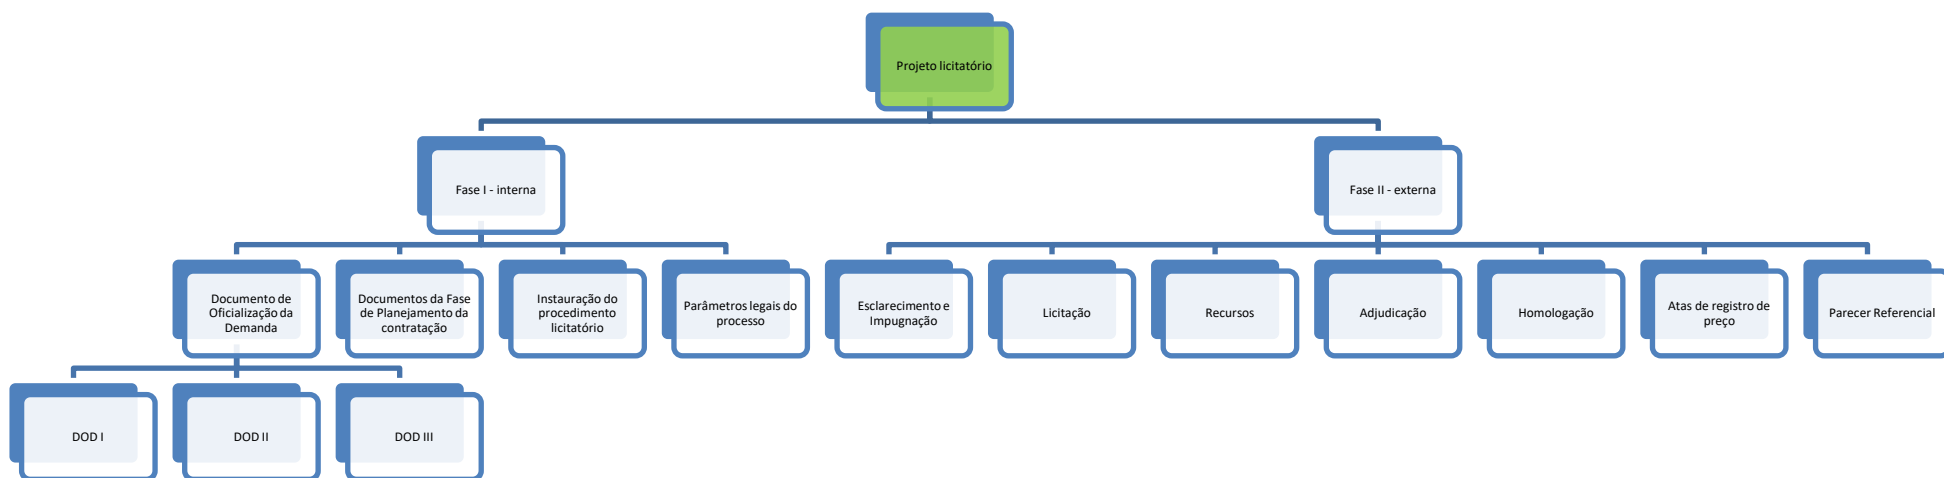 Projeto licitatório
Fase I - interna
Fase II - externa
Documento de
Oficialização da
Demanda
Documentos da Fase
de Planejamento da
contratação
Instauração do
procedimento
licitatório
Parâmetros legais do
processo
Esclarecimento e
Impugnação
Licitação
Recursos
Adjudicação
Homologação
Atas de registro de
preço
Parecer Referencial
DOD I
DOD II
DOD III